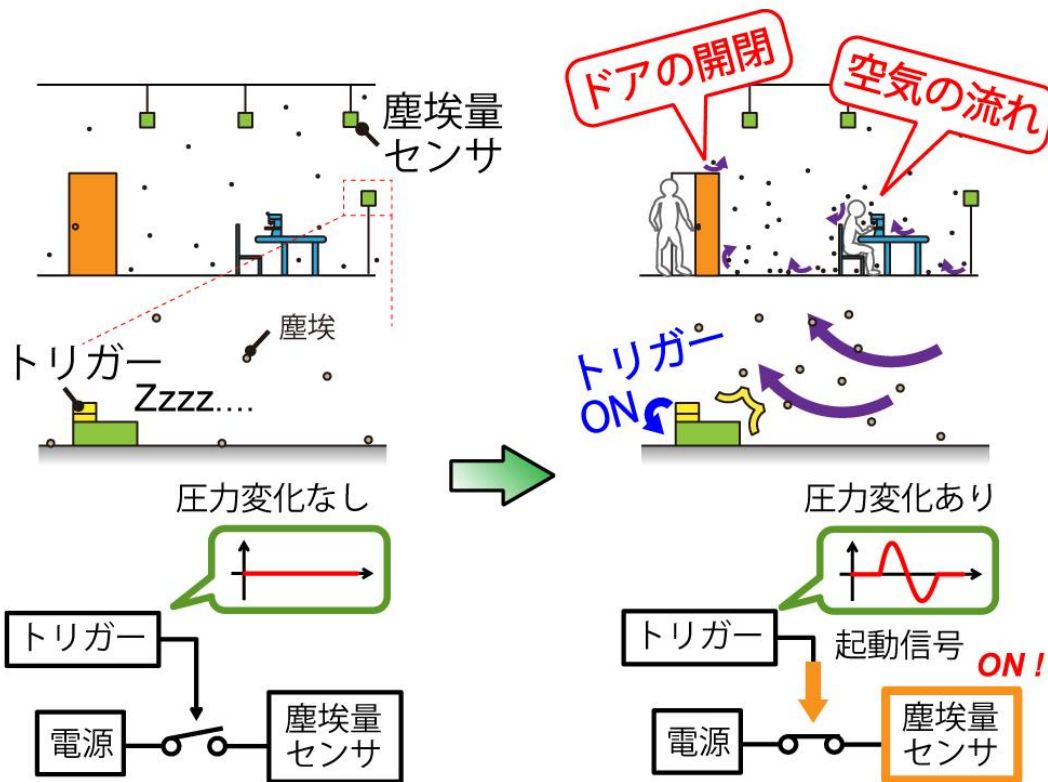 塵埃量
センサ
塵埃
トリガー
Zzzz....
圧力変化なし
トリガー
電源
塵埃量
センサ
ドアの開閉
空気の流れ
トリガー
ON
圧力変化あり
トリガー
起動信号
ON !
電源
塵埃量
センサ